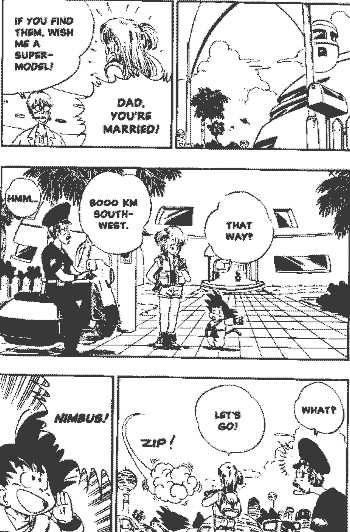 IF YOU FIND
THEM, WISH
ME A
SUPER-
MODEL!
DAD,
YOU'RE
MARRIED!
HMM...
8000 KM
SOUTH-
WEST.
THAT
WAY?
NIMBUS!
ZIP!
LET'S
GO!
WHAT?